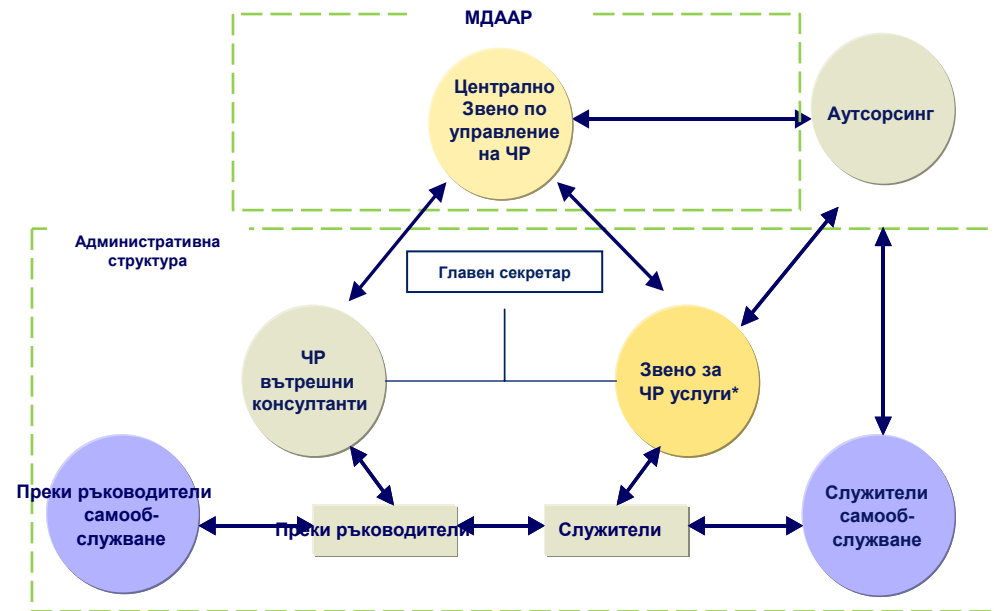 МДААР
Централно
Звено по
управление
на ЧР
Аутсорсинг
Административна
структура
Главен секретар
ЧР
вътрешни
консултанти
Звено за
ЧР услуги*
Преки ръководители
самооб-
служване
Преки ръководители
Служители
Служители
самооб-
служване